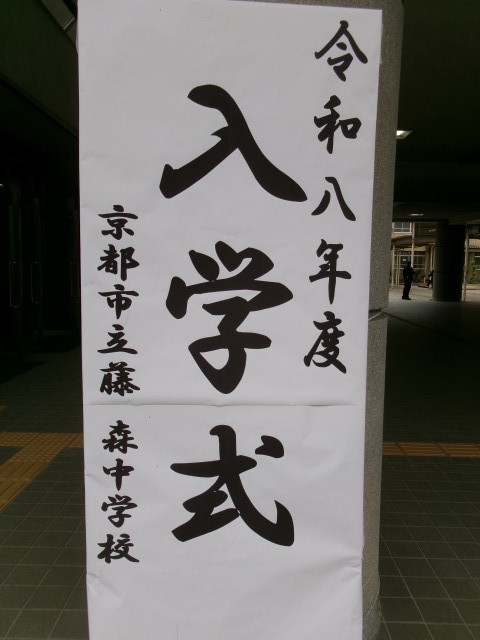 令和八年度
入学式
京都市立藤森中学校